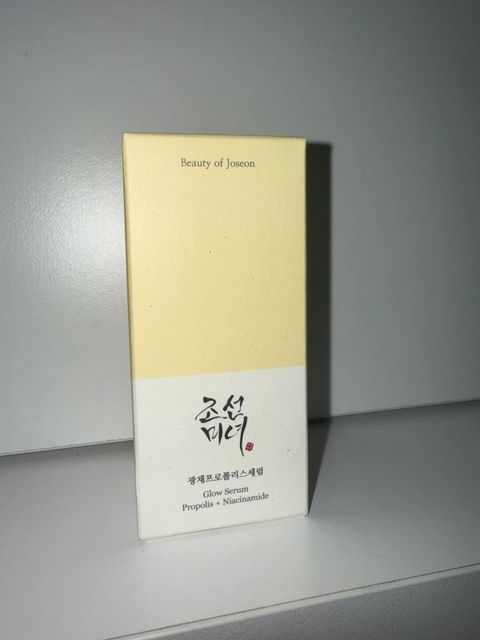 Beauty of Joseon
조선
미녀
광채프로폴리스세럼
Glow Serum
Propolis + Niacinamide